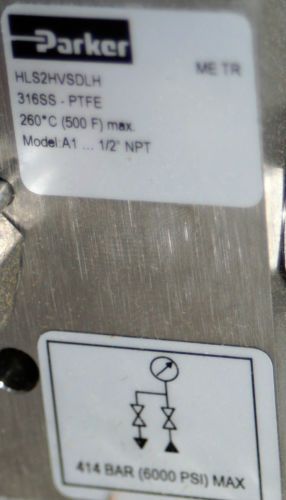 Parker
HLS2HVSDLH ME TR
316SS - PTFE
260°C (500 F) max.
Model:A1 ... 1/2" NPT
414 BAR (6000 PSI) MAX